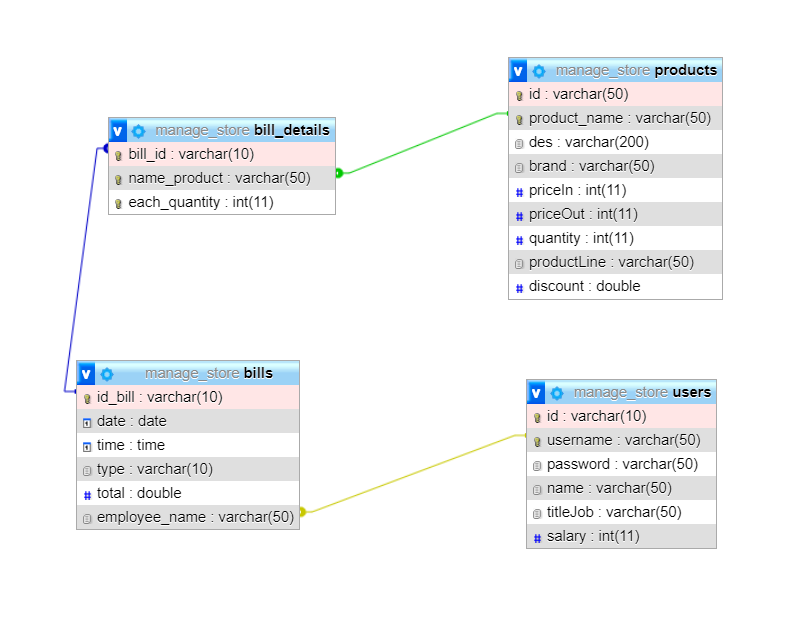 manage_store products
id : varchar(50)
product_name : varchar(50)
des : varchar(200)
brand : varchar(50)
priceIn : int(11)
priceOut : int(11)
quantity : int(11)
productLine : varchar(50)
discount : double
manage_store bill_details
bill_id : varchar(10)
name_product : varchar(50)
each_quantity : int(11)
manage_store bills
id_bill : varchar(10)
date : date
time : time
type : varchar(10)
total : double
employee_name : varchar(50)
manage_store users
id : varchar(10)
username : varchar(50)
password : varchar(50)
name : varchar(50)
titleJob : varchar(50)
salary : int(11)